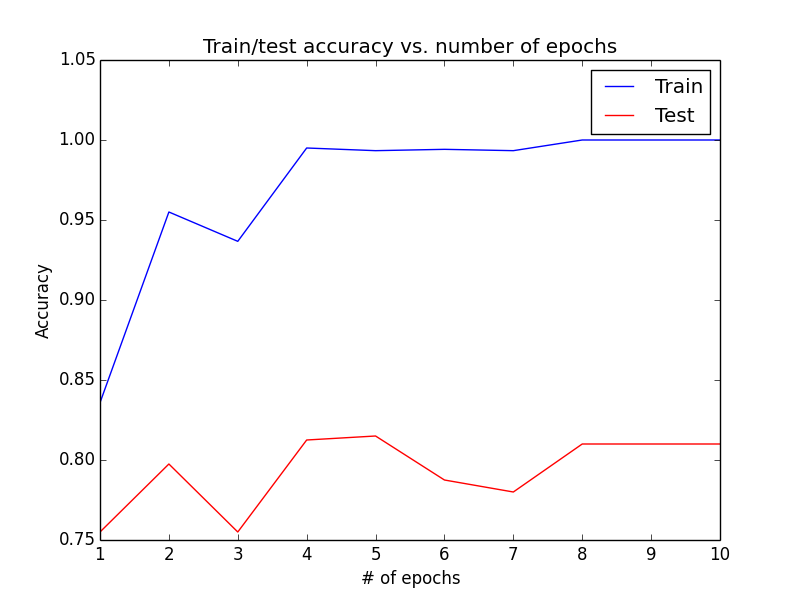 Train/test accuracy vs. number of epochs
1.05
1.00
0.95
0.90
0.85
0.80
0.75
Accuracy
Train
Test
1 2 3 4 5 6 7 8 9 10
# of epochs